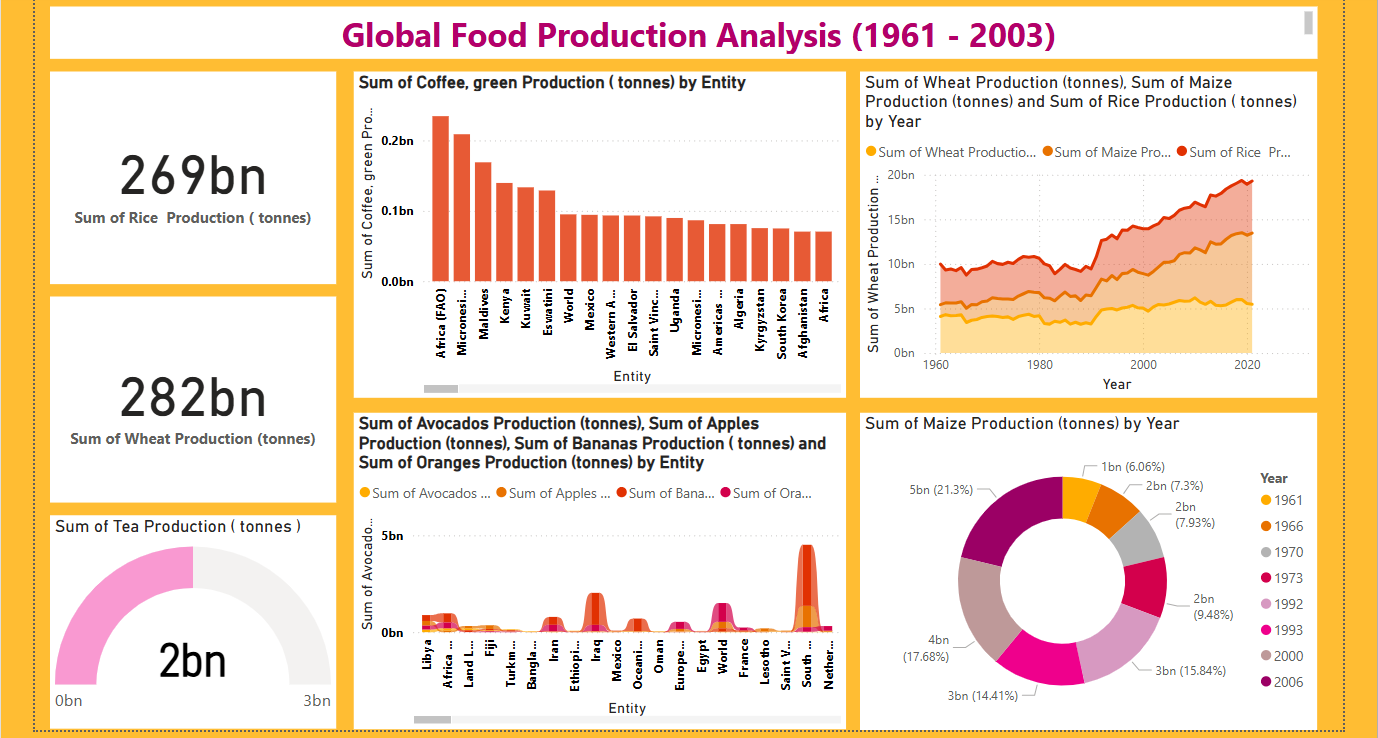 Global Food Production Analysis (1961 - 2003)
269bn
Sum of Rice  Production ( tonnes)
282bn
Sum of Wheat Production (tonnes)
Sum of Tea Production ( tonnes )
2bn
0bn
3bn
Sum of Coffee, green Production ( tonnes) by Entity
Sum of Coffee, green Pro...
0.2bn
0.1bn
0.0bn
Africa (FAO)
Micronesi...
Maldives
Kenya
Kuwait
Eswatini
World
Mexico
Western A...
El Salvador
Saint Vinc...
Uganda
Micronesi...
Americas ...
Algeria
Kyrgyzstan
South Korea
Afghanistan
Africa
Entity
Sum of Wheat Production (tonnes), Sum of Maize
Production (tonnes) and Sum of Rice Production ( tonnes)
by Year
Sum of Wheat Productio...
Sum of Maize Pro...
Sum of Rice  Pr...
Sum of Wheat Production ...
20bn
15bn
10bn
5bn
0bn
1960
1980
2000
2020
Year
Sum of Avocados Production (tonnes), Sum of Apples
Production (tonnes), Sum of Bananas Production ( tonnes) and
Sum of Oranges Production (tonnes) by Entity
Sum of Avocados ...
Sum of Apples ...
Sum of Bana...
Sum of Ora...
Sum of Avocado...
5bn
0bn
Libya
Africa ...
Land L...
Fiji
Turkm...
Bangla...
Iran
Ethiopi...
Iraq
Mexico
Oceani...
Oman
Europe...
Egypt
World
France
Lesotho
Saint V...
South ...
Nether...
Entity
Sum of Maize Production (tonnes) by Year
1bn (6.06%)
2bn (7.3%)
2bn
(7.93%)
2bn
(9.48%)
3bn (15.84%)
3bn (14.41%)
4bn
(17.68%)
5bn (21.3%)
Year
1961
1966
1970
1973
1992
1993
2000
2006